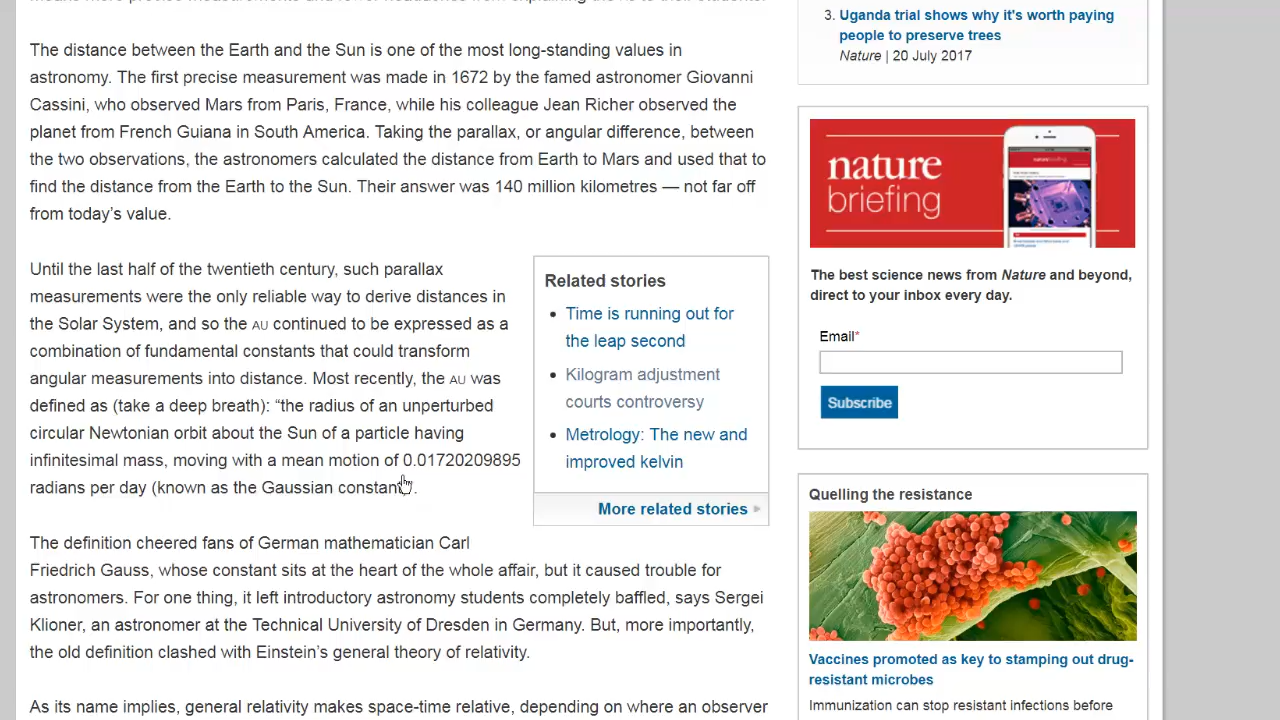 The distance between the Earth and the Sun is one of the most long-standing values in
astronomy. The first precise measurement was made in 1672 by the famed astronomer Giovanni
Cassini, who observed Mars from Paris, France, while his colleague Jean Richer observed the
planet from French Guiana in South America. Taking the parallax, or angular difference, between
the two observations, the astronomers calculated the distance from Earth to Mars and used that to
find the distance from the Earth to the Sun. Their answer was 140 million kilometres — not far off
from today’s value.
Until the last half of the twentieth century, such parallax
measurements were the only reliable way to derive distances in
the Solar System, and so the AU continued to be expressed as a
combination of fundamental constants that could transform
angular measurements into distance. Most recently, the AU was
defined as (take a deep breath): “the radius of an unperturbed
circular Newtonian orbit about the Sun of a particle having
infinitesimal mass, moving with a mean motion of 0.01720209895
radians per day (known as the Gaussian constant)”.
Related stories
• Time is running out for
the leap second
• Kilogram adjustment
courts controversy
• Metrology: The new and
improved kelvin
More related stories
The definition cheered fans of German mathematician Carl
Friedrich Gauss, whose constant sits at the heart of the whole affair, but it caused trouble for
astronomers. For one thing, it left introductory astronomy students completely baffled, says Sergei
Klioner, an astronomer at the Technical University of Dresden in Germany. But, more importantly,
the old definition clashed with Einstein’s general theory of relativity.
As its name implies, general relativity makes space-time relative, depending on where an observer
3. Uganda trial shows why it's worth paying
people to preserve trees
Nature | 20 July 2017
nature
briefing
The best science news from Nature and beyond,
direct to your inbox every day.
Email*
Subscribe
Quelling the resistance
Vaccines promoted as key to stamping out drug-
resistant microbes
Immunization can stop resistant infections before